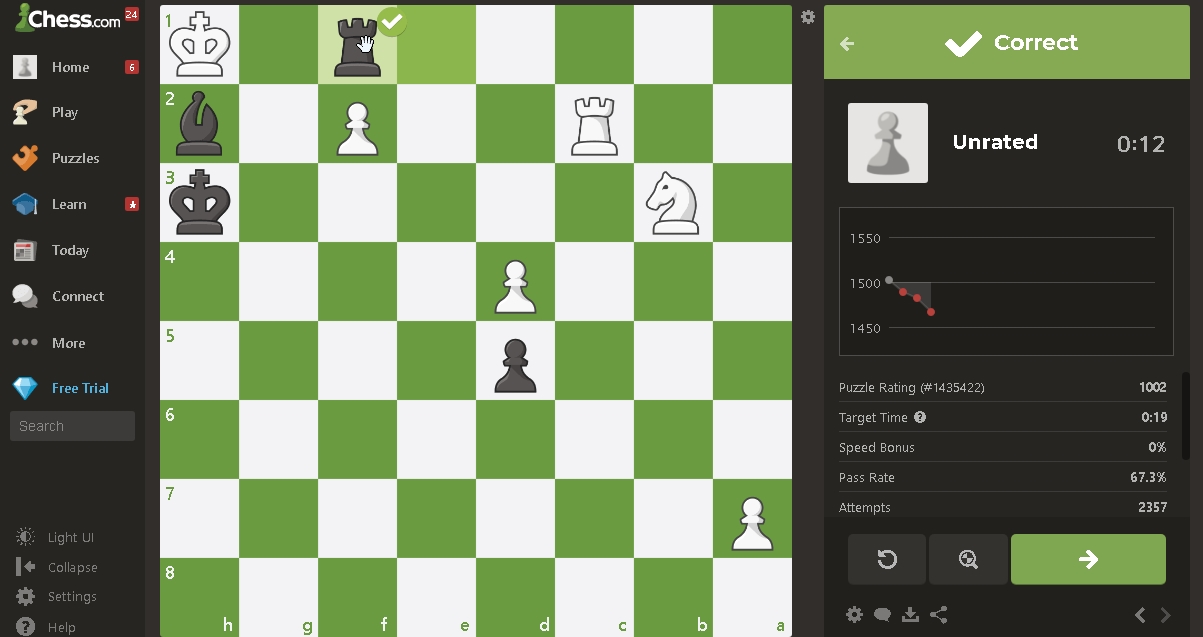 Chess.com 24
Home 6
Play
Puzzles
Learn
Today
Connect
More
Free Trial
Search
Light UI
Collapse
Settings
Help
1
2
3
4
5
6
7
8
h g f e d c b a
Correct
Unrated 0:12
1550
1500
1450
Puzzle Rating (#1435422) 1002
Target Time ? 0:19
Speed Bonus 0%
Pass Rate 67.3%
Attempts 2357